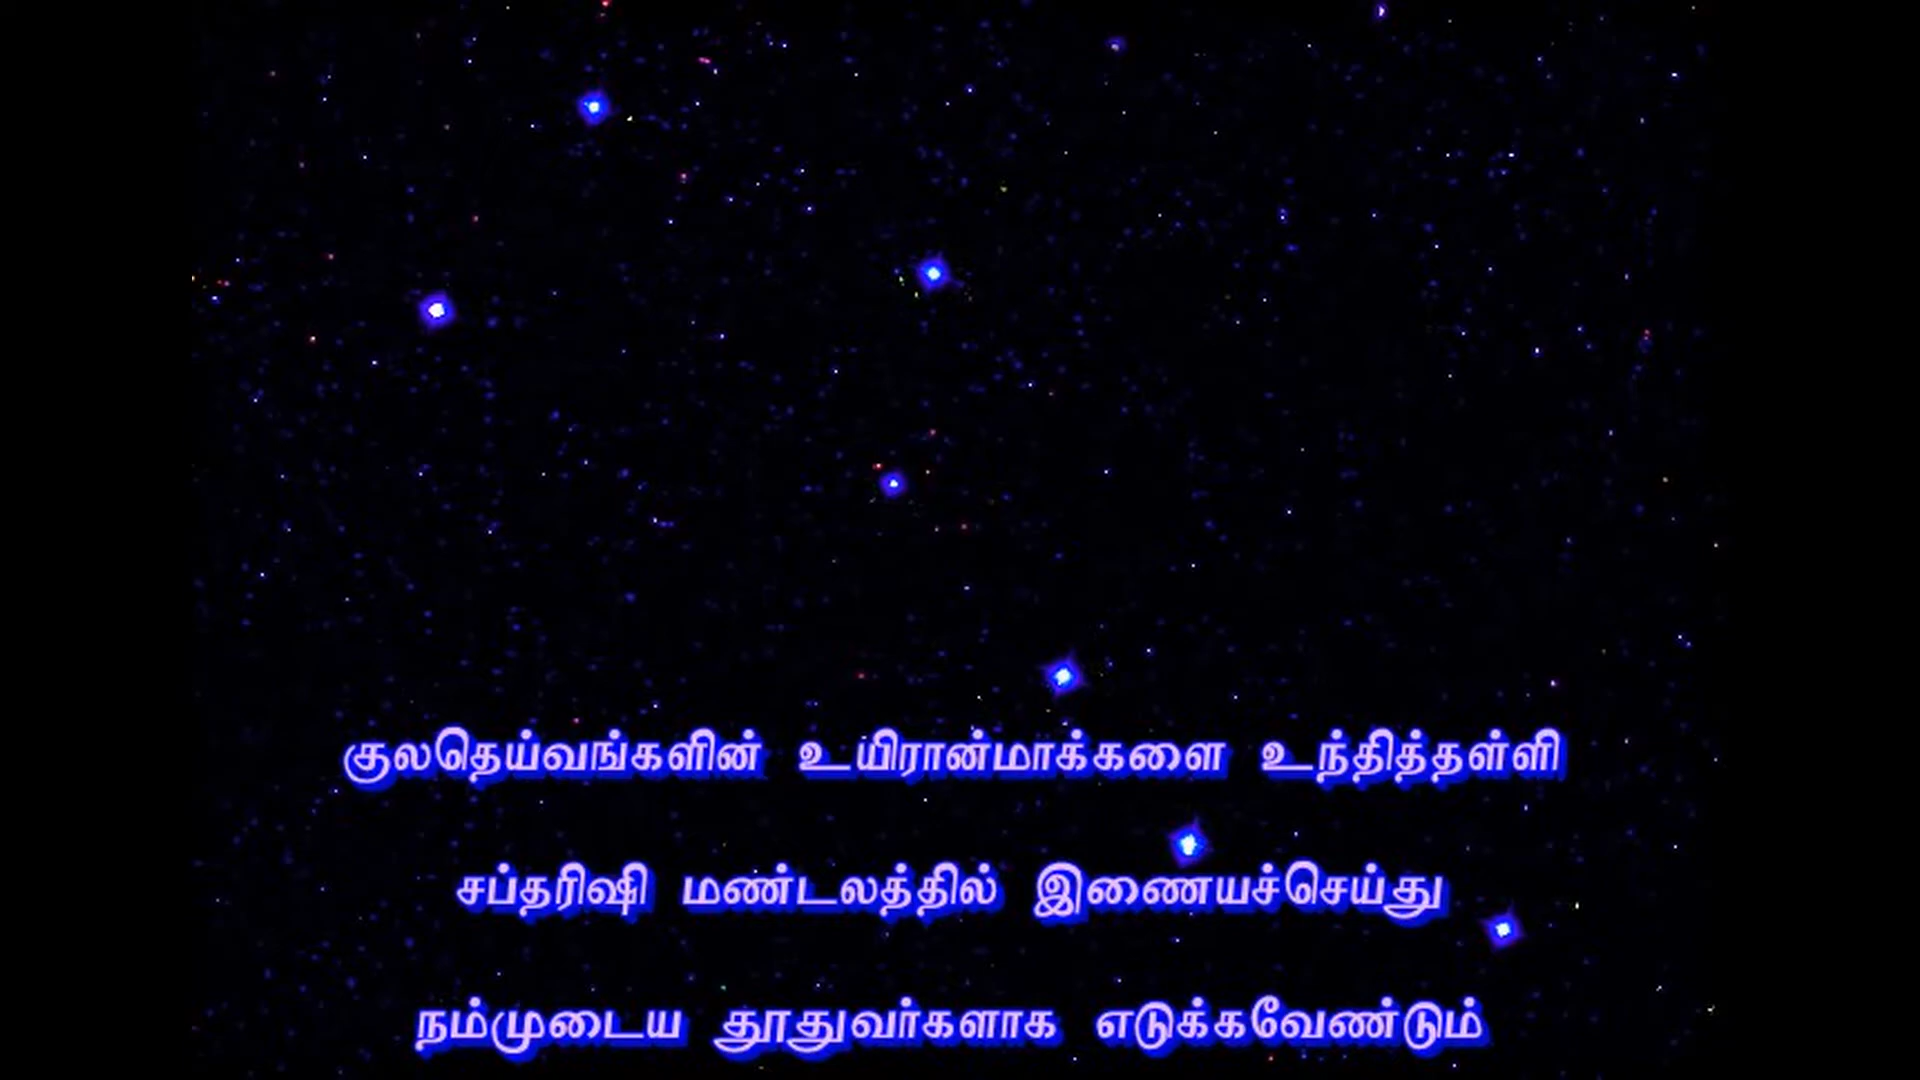 குலதெய்வங்களின் உயிரான்மாக்களை உந்தித்தள்ளி
சப்தரிஷி மண்டலத்தில் இணையச்செய்து
நம்முடைய தூதுவர்களாக எடுக்கவேண்டும்